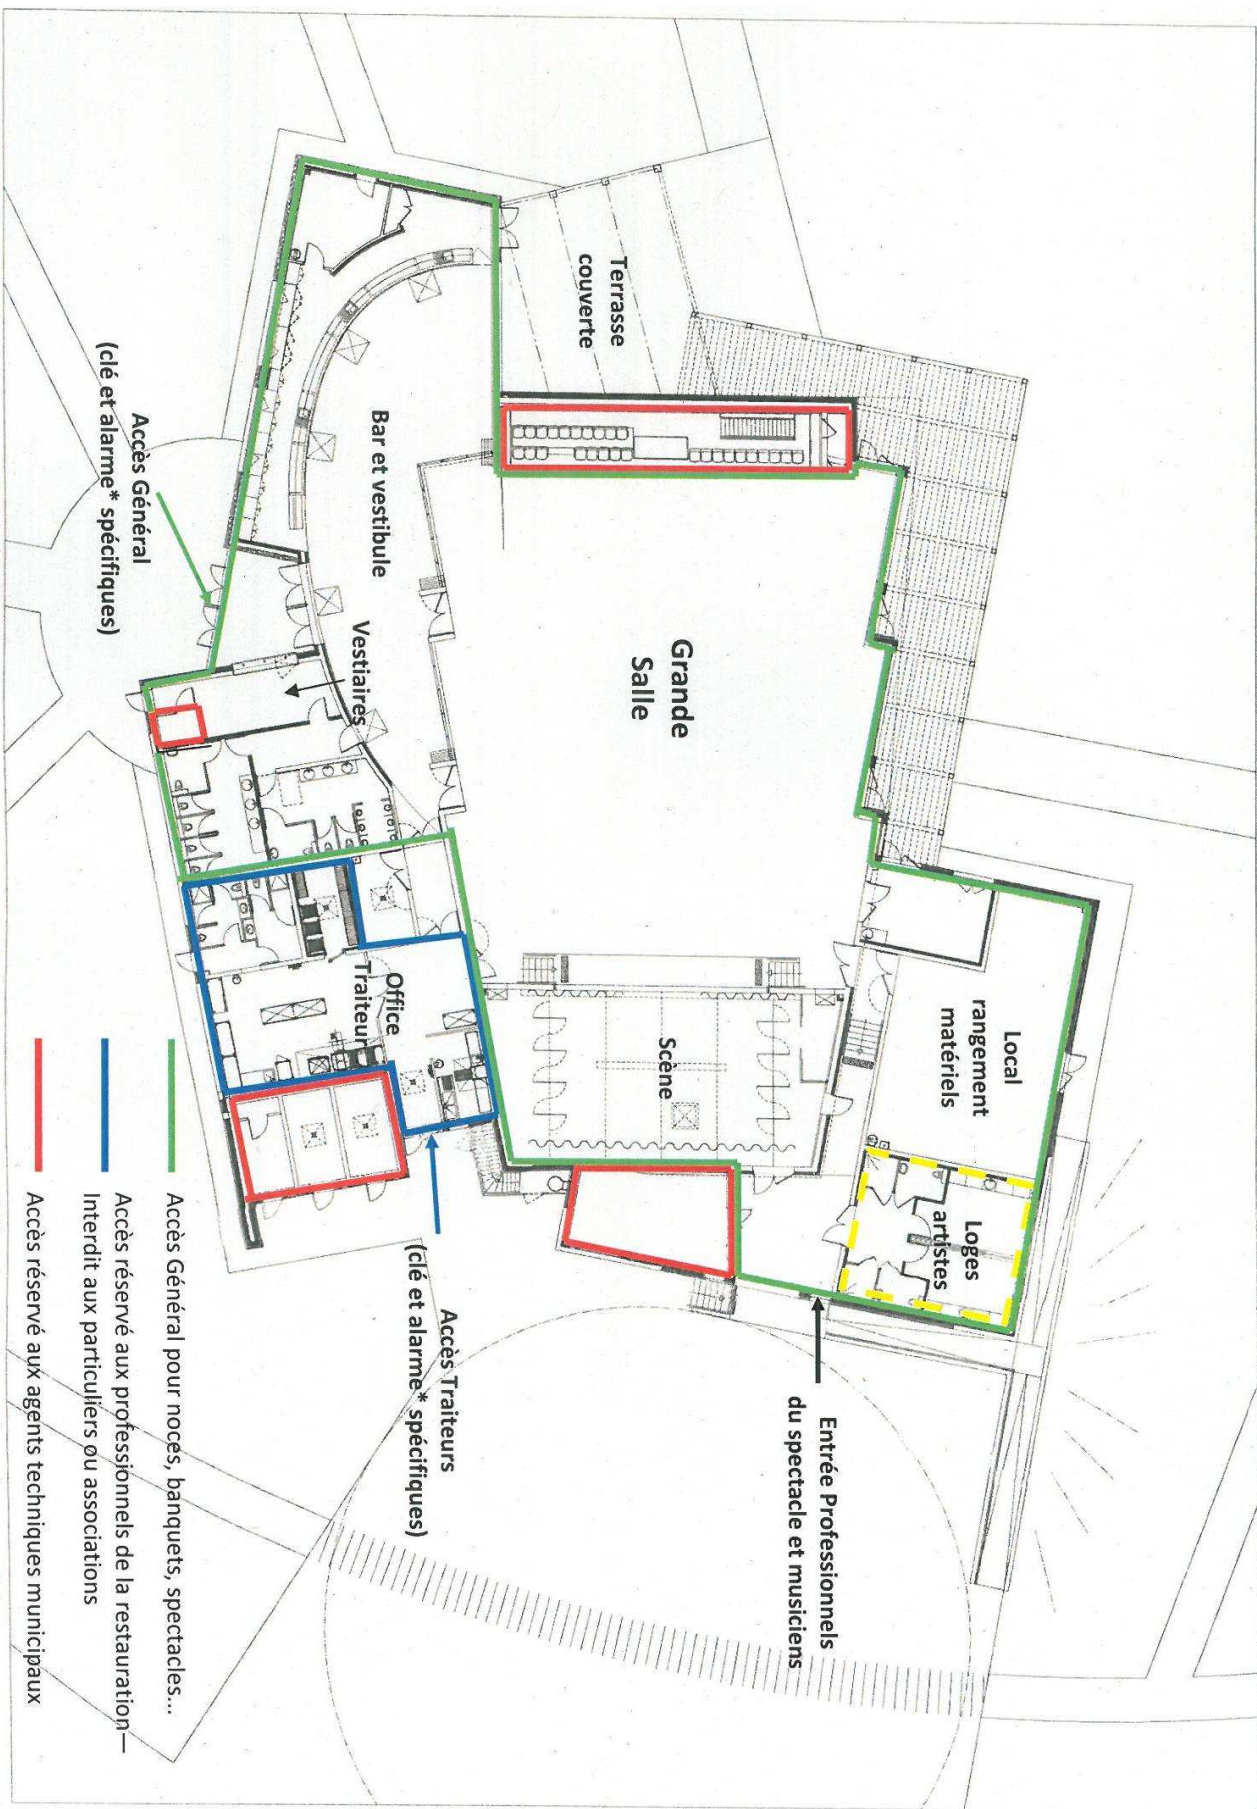 Terrasse
couverte
Bar et vestibule
Accès Général
(clé et alarme* spécifiques)
Vestiaires
Grande
Salle
Local
rangement
matériels
Scène
Loges
artistes
Office
Traiteur
Entrée Professionnels
du spectacle et musiciens
Accès Traiteurs
(clé et alarme* spécifiques)
Accès Général pour noces, banquets, spectacles...
Accès réservé aux professionnels de la restauration—
Interdit aux particuliers ou associations
Accès réservé aux agents techniques municipaux